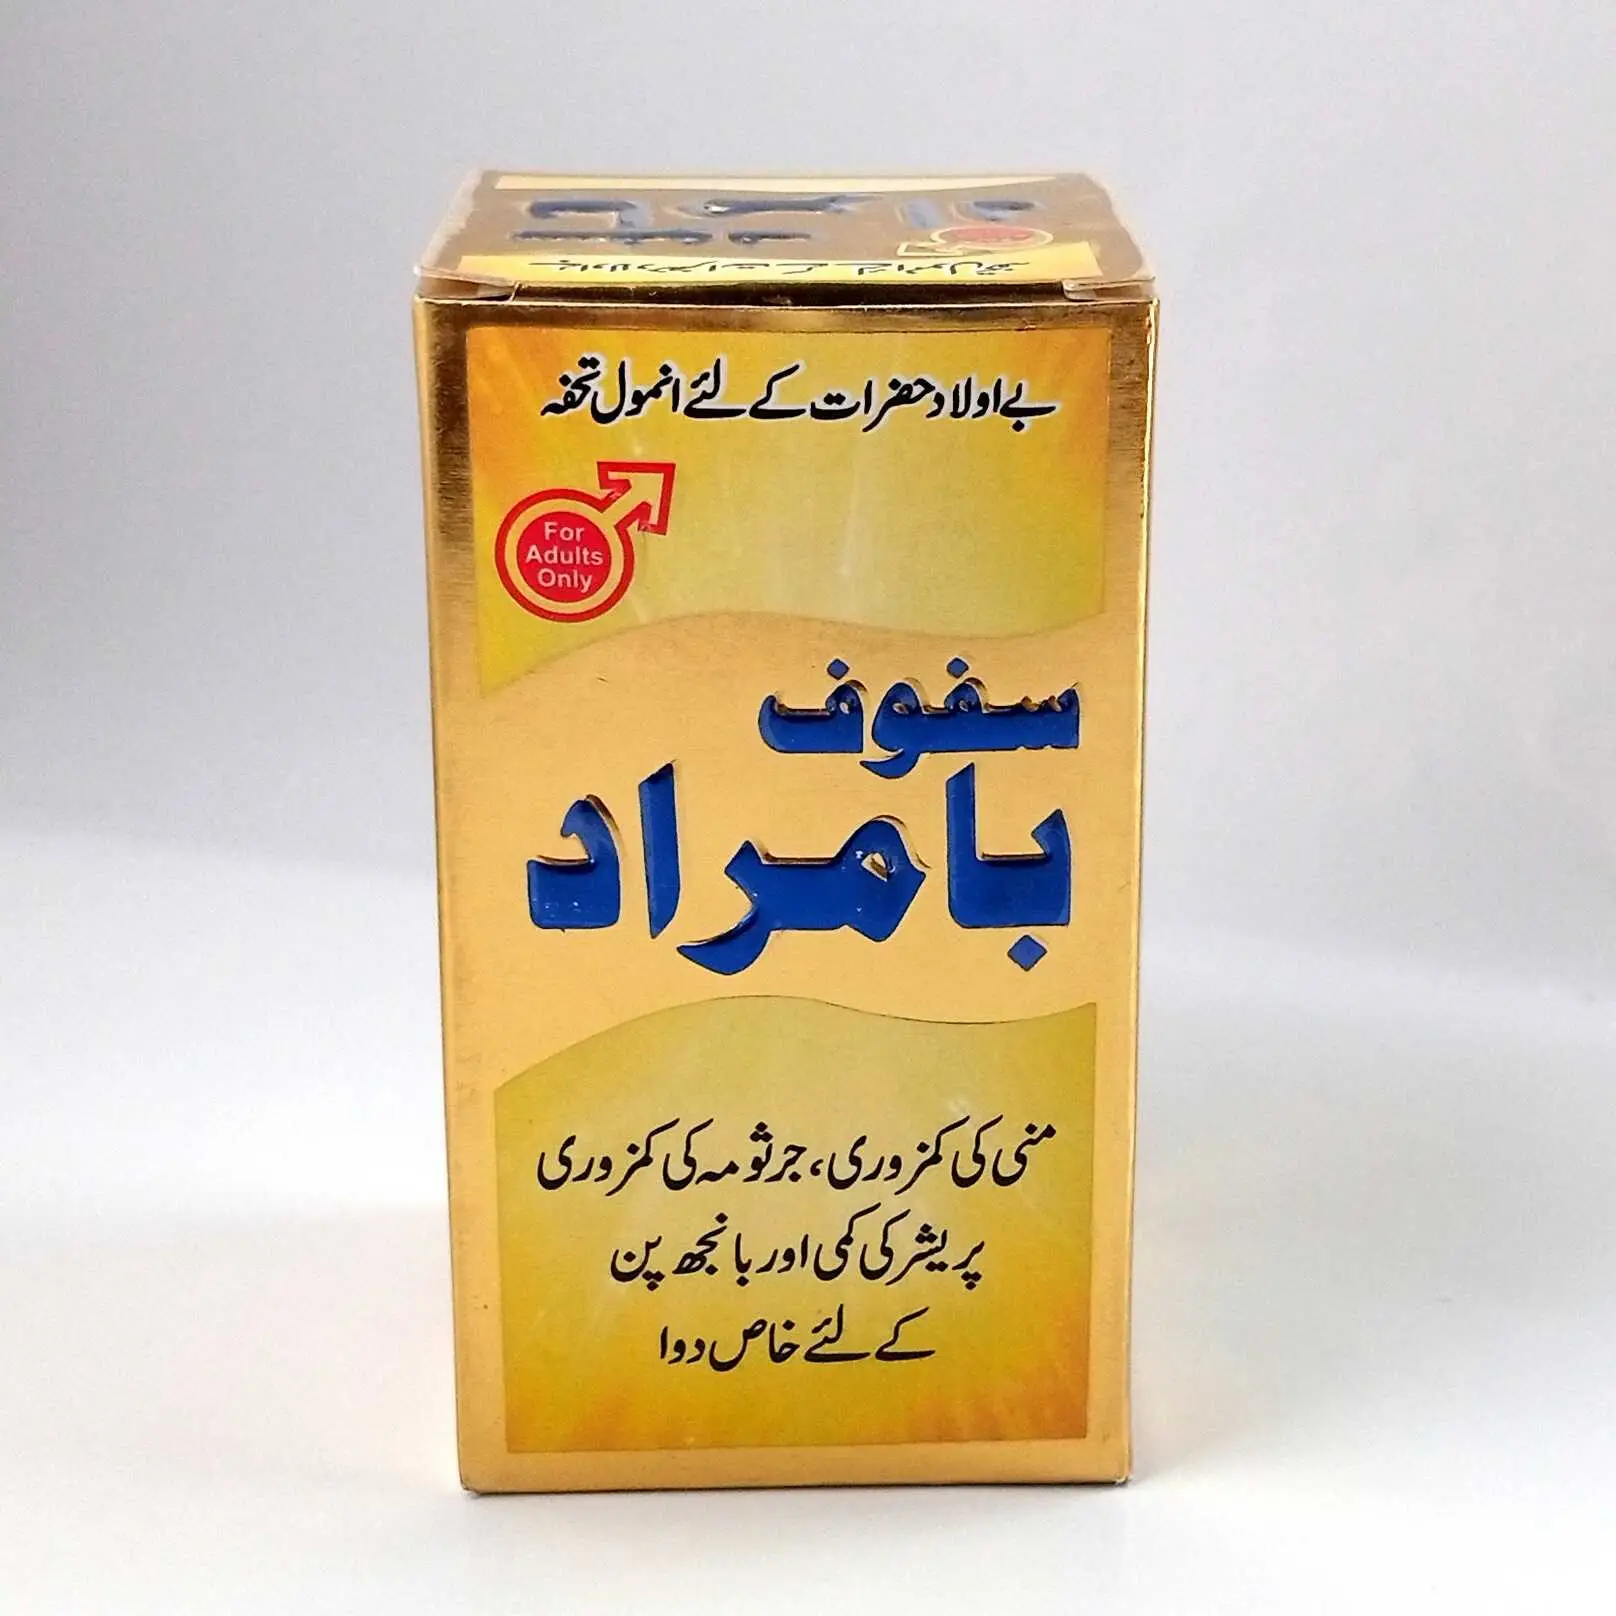 بے اولاد حضرات کے لئے انمول تحفہ
For
Adults
Only
سفوف
بامراد
منی کی کمزوری، جرثومہ کی کمزوری
پریشر کی کمی اور بانجھ پن
کے لئے خاص دوا